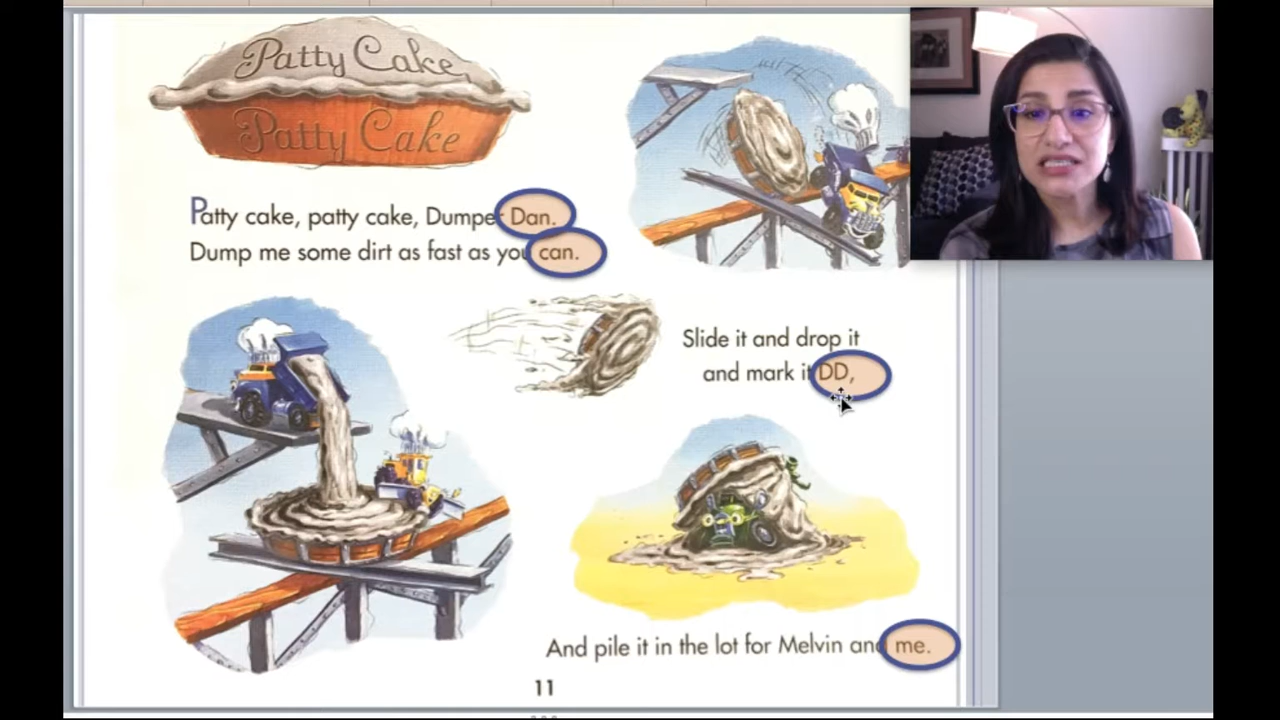 Patty Cake
Patty Cake
Patty cake, patty cake, Dumper Dan.
Dump me some dirt as fast as you can.
Slide it and drop it
and mark it DD,
And pile it in the lot for Melvin and me.
11